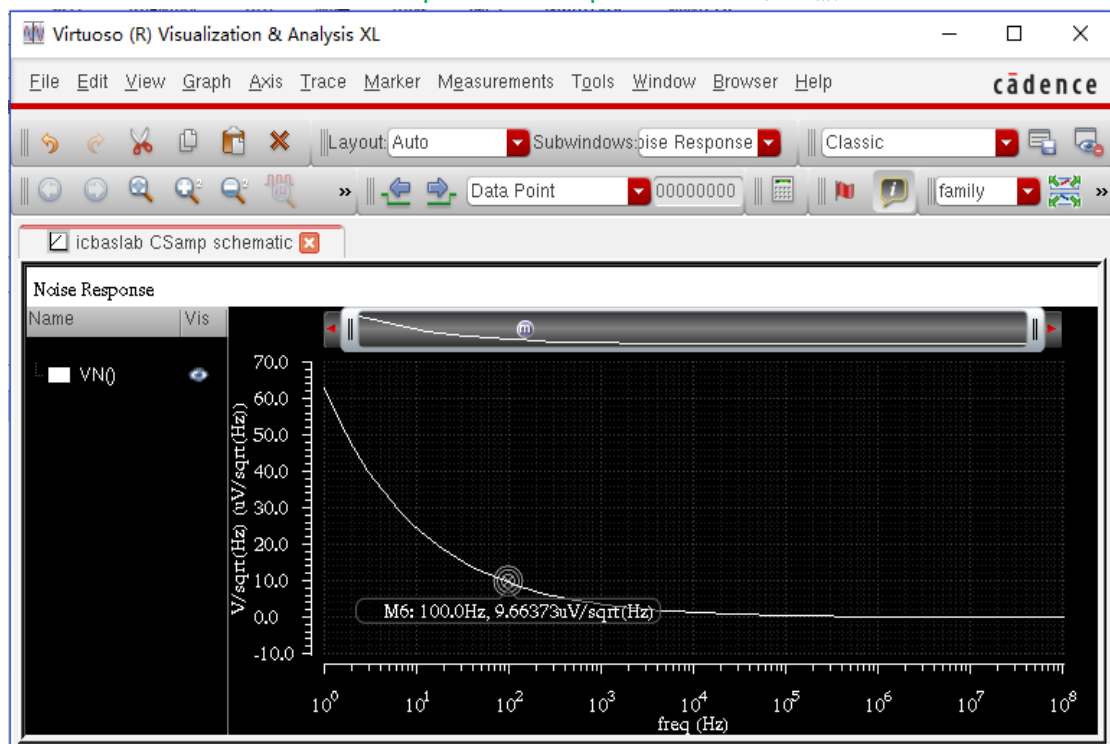 Virtuoso (R) Visualization & Analysis XL
File Edit View Graph Axis Trace Marker Measurements Tools Window Browser Help cādence
Layout: Auto Subwindows: oise Response Classic
» Data Point 00000000 family »
icbaslab CSamp schematic
Noise Response
Name Vis
VN()
V/sqrt(Hz) (uV/sqrt(Hz))
70.0
60.0
50.0
40.0
30.0
20.0
10.0
0.0
-10.0
M6: 100.0Hz, 9.66373uV/sqrt(Hz)
10⁰ 10¹ 10² 10³ 10⁴ 10⁵ 10⁶ 10⁷ 10⁸
freq (Hz)